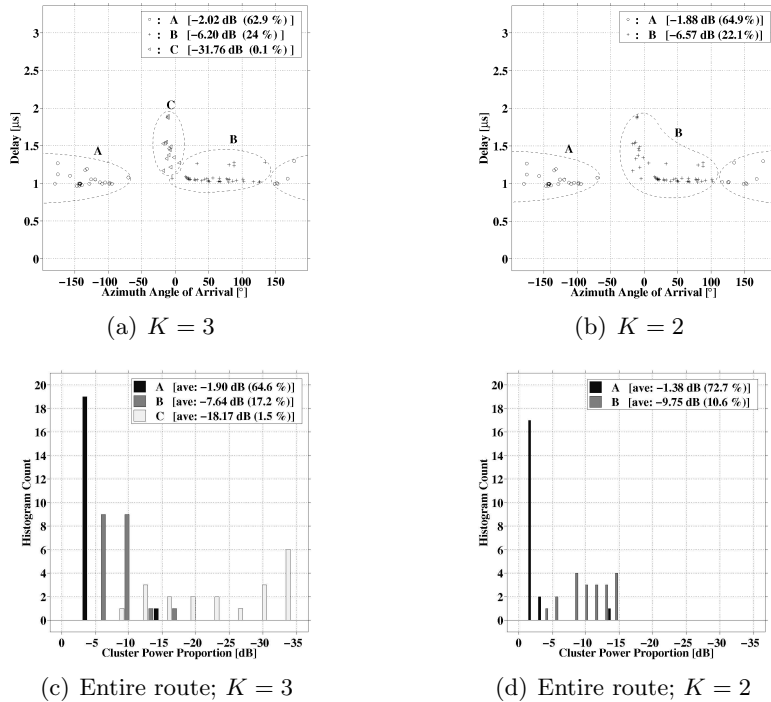 A [−2.02 dB (62.9 %) ]
B [−6.20 dB (24 %) ]
C [−31.76 dB (0.1 %) ]
3
2.5
2
1.5
1
0.5
0
Delay [µs]
A
C
B
−150 −100 −50 0 50 100 150
Azimuth Angle of Arrival [°]
(a) K = 3
: A [−1.88 dB (64.9%)]
: B [−6.57 dB (22.1%)]
3
2.5
2
1.5
1
0.5
0
Delay [µs]
A
B
−150 −100 −50 0 50 100 150
Azimuth Angle of Arrival [°]
(b) K = 2
A [ave: −1.90 dB (64.6 %)]
B [ave: −7.64 dB (17.2 %)]
C [ave: −18.17 dB (1.5 %)]
20
18
16
14
12
10
8
6
4
2
0
Histogram Count
0 −5 −10 −15 −20 −25 −30 −35
Cluster Power Proportion [dB]
(c) Entire route; K = 3
A [ave: −1.38 dB (72.7 %)]
B [ave: −9.75 dB (10.6 %)]
20
18
16
14
12
10
8
6
4
2
0
Histogram Count
0 −5 −10 −15 −20 −25 −30 −35
Cluster Power Proportion [dB]
(d) Entire route; K = 2